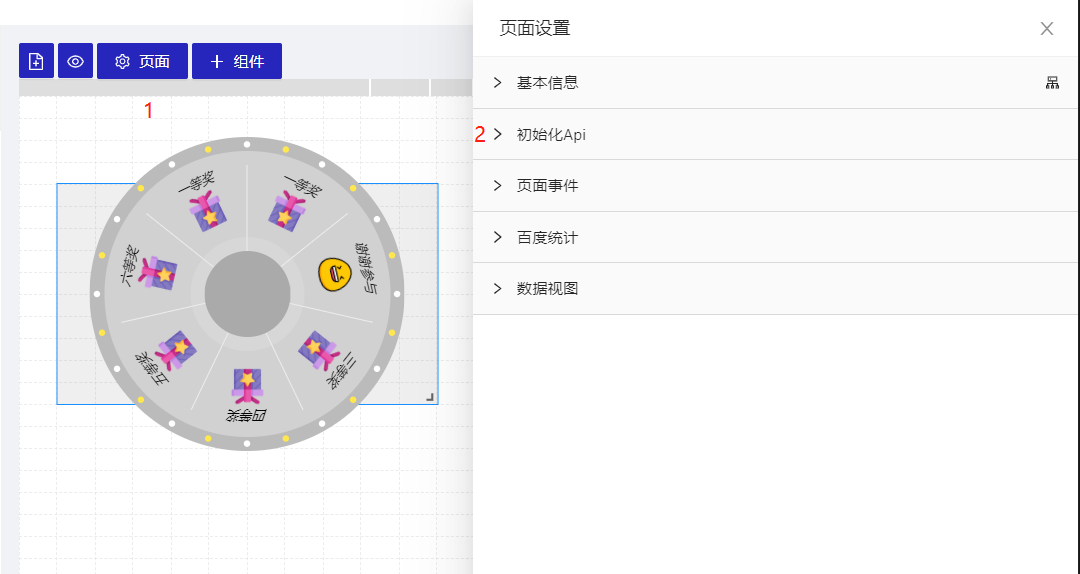 页面设置
页面
组件
1
基本信息
2
初始化Api
页面事件
百度统计
数据视图
一等奖
一等奖
谢谢参与
三等奖
四等奖
五等奖
六等奖